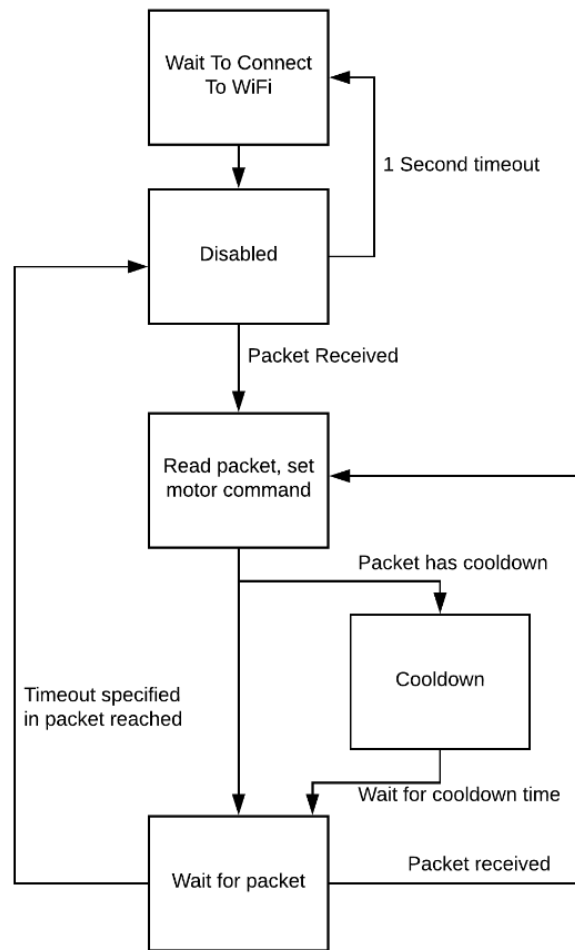 Wait To Connect
To WiFi
1 Second timeout
Disabled
Packet Received
Read packet, set
motor command
Packet has cooldown
Cooldown
Timeout specified
in packet reached
Wait for cooldown time
Wait for packet
Packet received